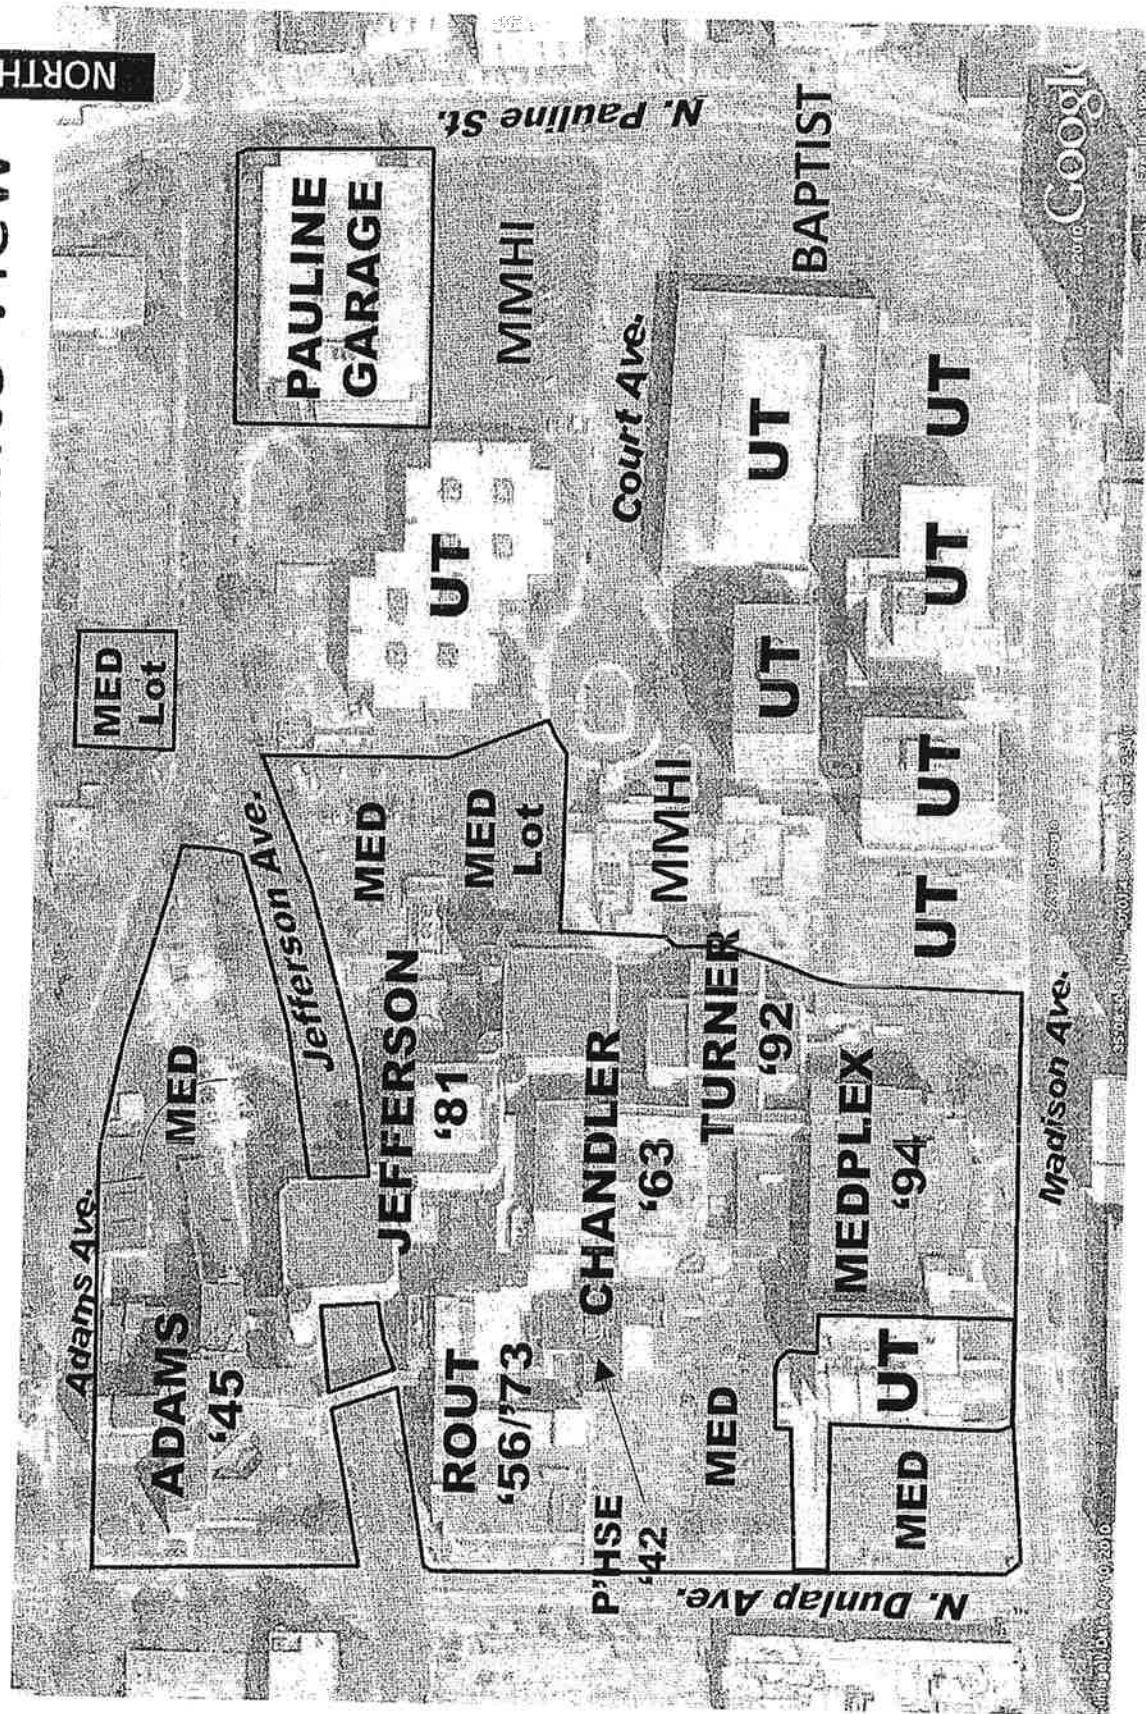 NORTH
MED
Lot
PAULINE
GARAGE
N. Pauline St.
MMHI
BAPTIST
Court Ave.
UT
UT
UT
UT
UT
UT
UT
Adams Ave.
Jefferson Ave.
MED
MED
MED
Lot
MMHI
ADAMS
'45
JEFFERSON
'81
CHANDLER
'63
TURNER
'92
MEDPLEX
'94
ROUT
'56/'73
P'HSE
'42
MED
UT
MED
N. Dunlap Ave.
Madison Ave.
©2010 Google